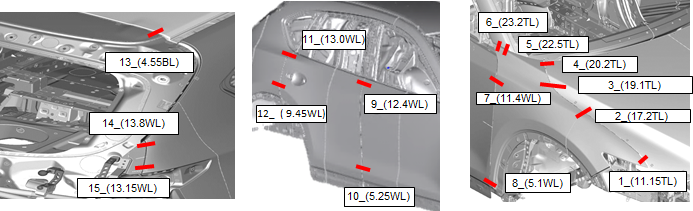 13_(4.55BL)
14_(13.8WL)
15_(13.15WL)
11_(13.0WL)
12_ ( 9.45WL)
9_(12.4WL)
10_(5.25WL)
6_(23.2TL)
5_(22.5TL)
4_(20.2TL)
3_(19.1TL)
7_(11.4WL)
2_(17.2TL)
8_(5.1WL)
1_(11.15TL)